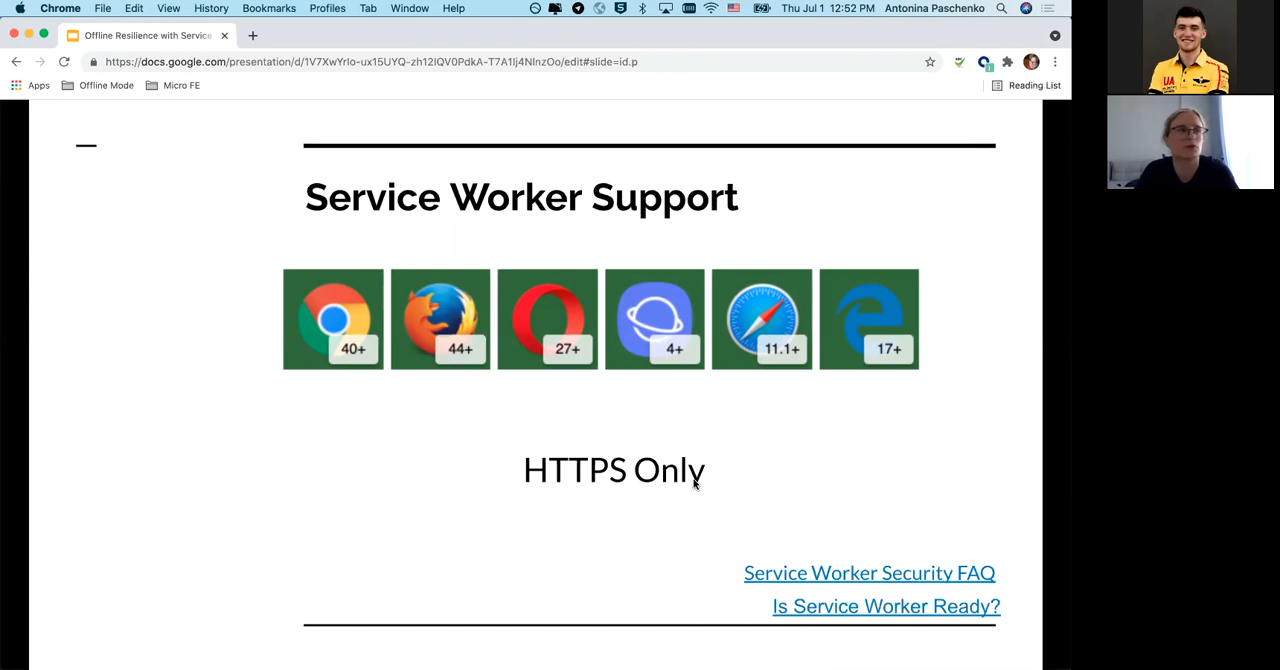 Chrome File Edit View History Bookmarks Profiles Tab Window Help Thu Jul 1 12:52 PM Antonina Paschenko
Offline Resilience with Service
https://docs.google.com/presentation/d/1V7XwYrIo-ux15UYQ-zh12IQV0PdkA-T7A1Ij4NInzOo/edit#slide=id.p
Apps Offline Mode Micro FE Reading List
UA
Service Worker Support
40+ 44+ 27+ 4+ 11.1+ 17+
HTTPS Only
Service Worker Security FAQ
Is Service Worker Ready?